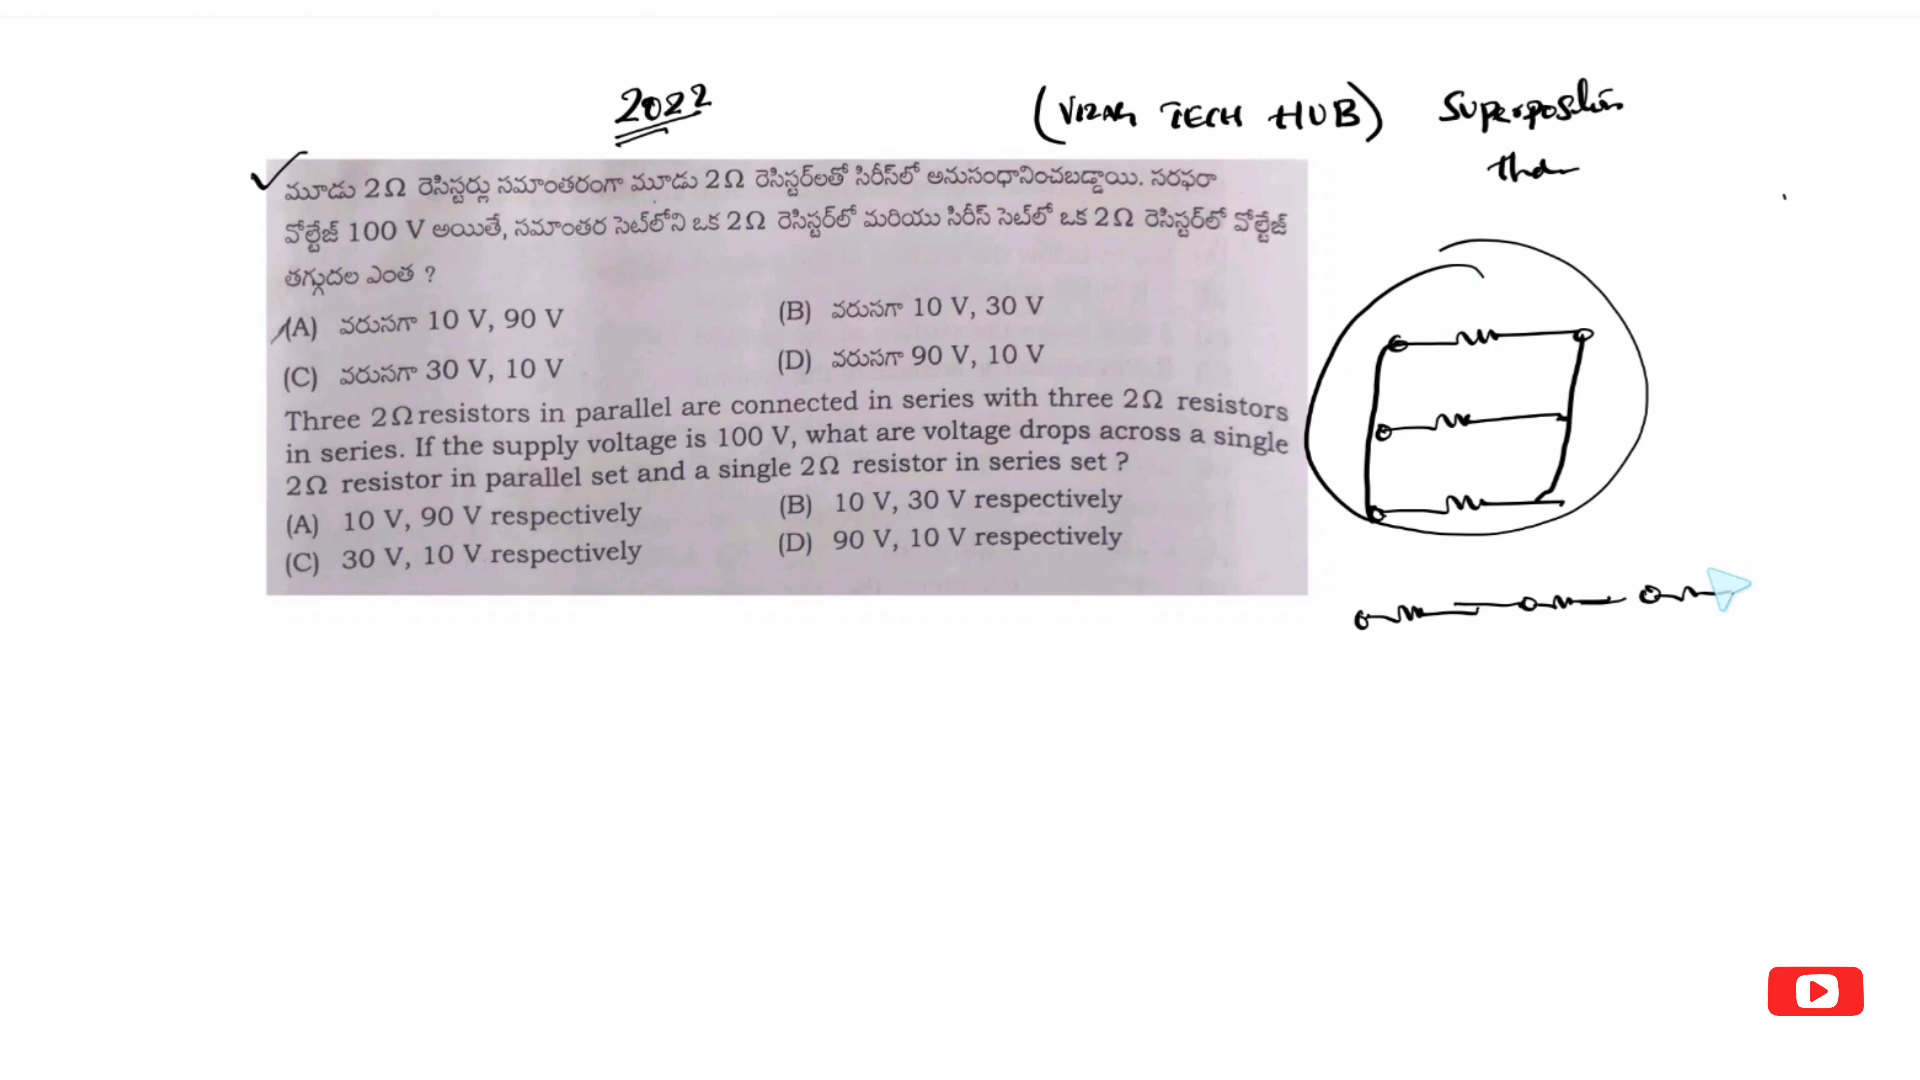 2022
(VIZAG TECH HUB)
Superposition
మూడు 2Ω రెసిస్టర్లు సమాంతరంగా మూడు 2Ω రెసిస్టర్‌లతో సిరీస్‌లో అనుసంధానించబడ్డాయి. సరఫరా
వోల్టేజ్ 100 V అయితే, సమాంతర సెట్‌లోని ఒక 2Ω రెసిస్టర్‌లో మరియు సిరీస్ సెట్‌లో ఒక 2Ω రెసిస్టర్‌లో వోల్టేజ్
తగ్గుదల ఎంత ?
(A) వరుసగా 10 V, 90 V
(B) వరుసగా 10 V, 30 V
(C) వరుసగా 30 V, 10 V
(D) వరుసగా 90 V, 10 V
Three 2Ω resistors in parallel are connected in series with three 2Ω resistors
in series. If the supply voltage is 100 V, what are voltage drops across a single
2Ω resistor in parallel set and a single 2Ω resistor in series set ?
(A) 10 V, 90 V respectively
(B) 10 V, 30 V respectively
(C) 30 V, 10 V respectively
(D) 90 V, 10 V respectively